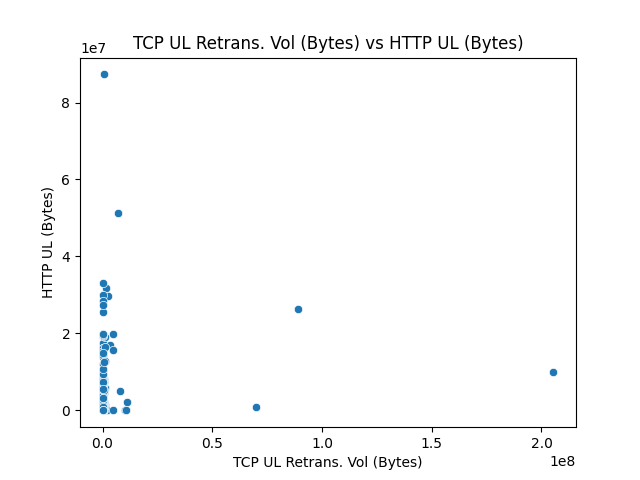 TCP UL Retrans. Vol (Bytes) vs HTTP UL (Bytes)
1e7
8
6
4
2
0
HTTP UL (Bytes)
0.0 0.5 1.0 1.5 2.0
1e8
TCP UL Retrans. Vol (Bytes)